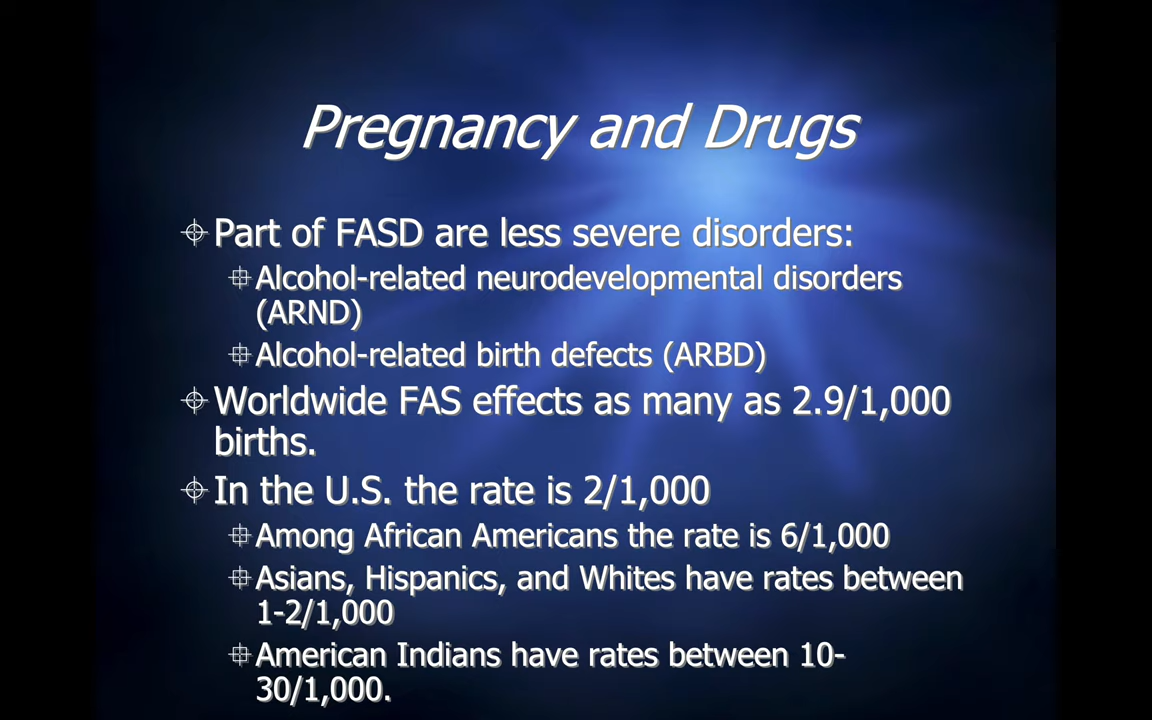 Pregnancy and Drugs
Part of FASD are less severe disorders:
Alcohol-related neurodevelopmental disorders
(ARND)
Alcohol-related birth defects (ARBD)
Worldwide FAS effects as many as 2.9/1,000
births.
In the U.S. the rate is 2/1,000
Among African Americans the rate is 6/1,000
Asians, Hispanics, and Whites have rates between
1-2/1,000
American Indians have rates between 10-
30/1,000.